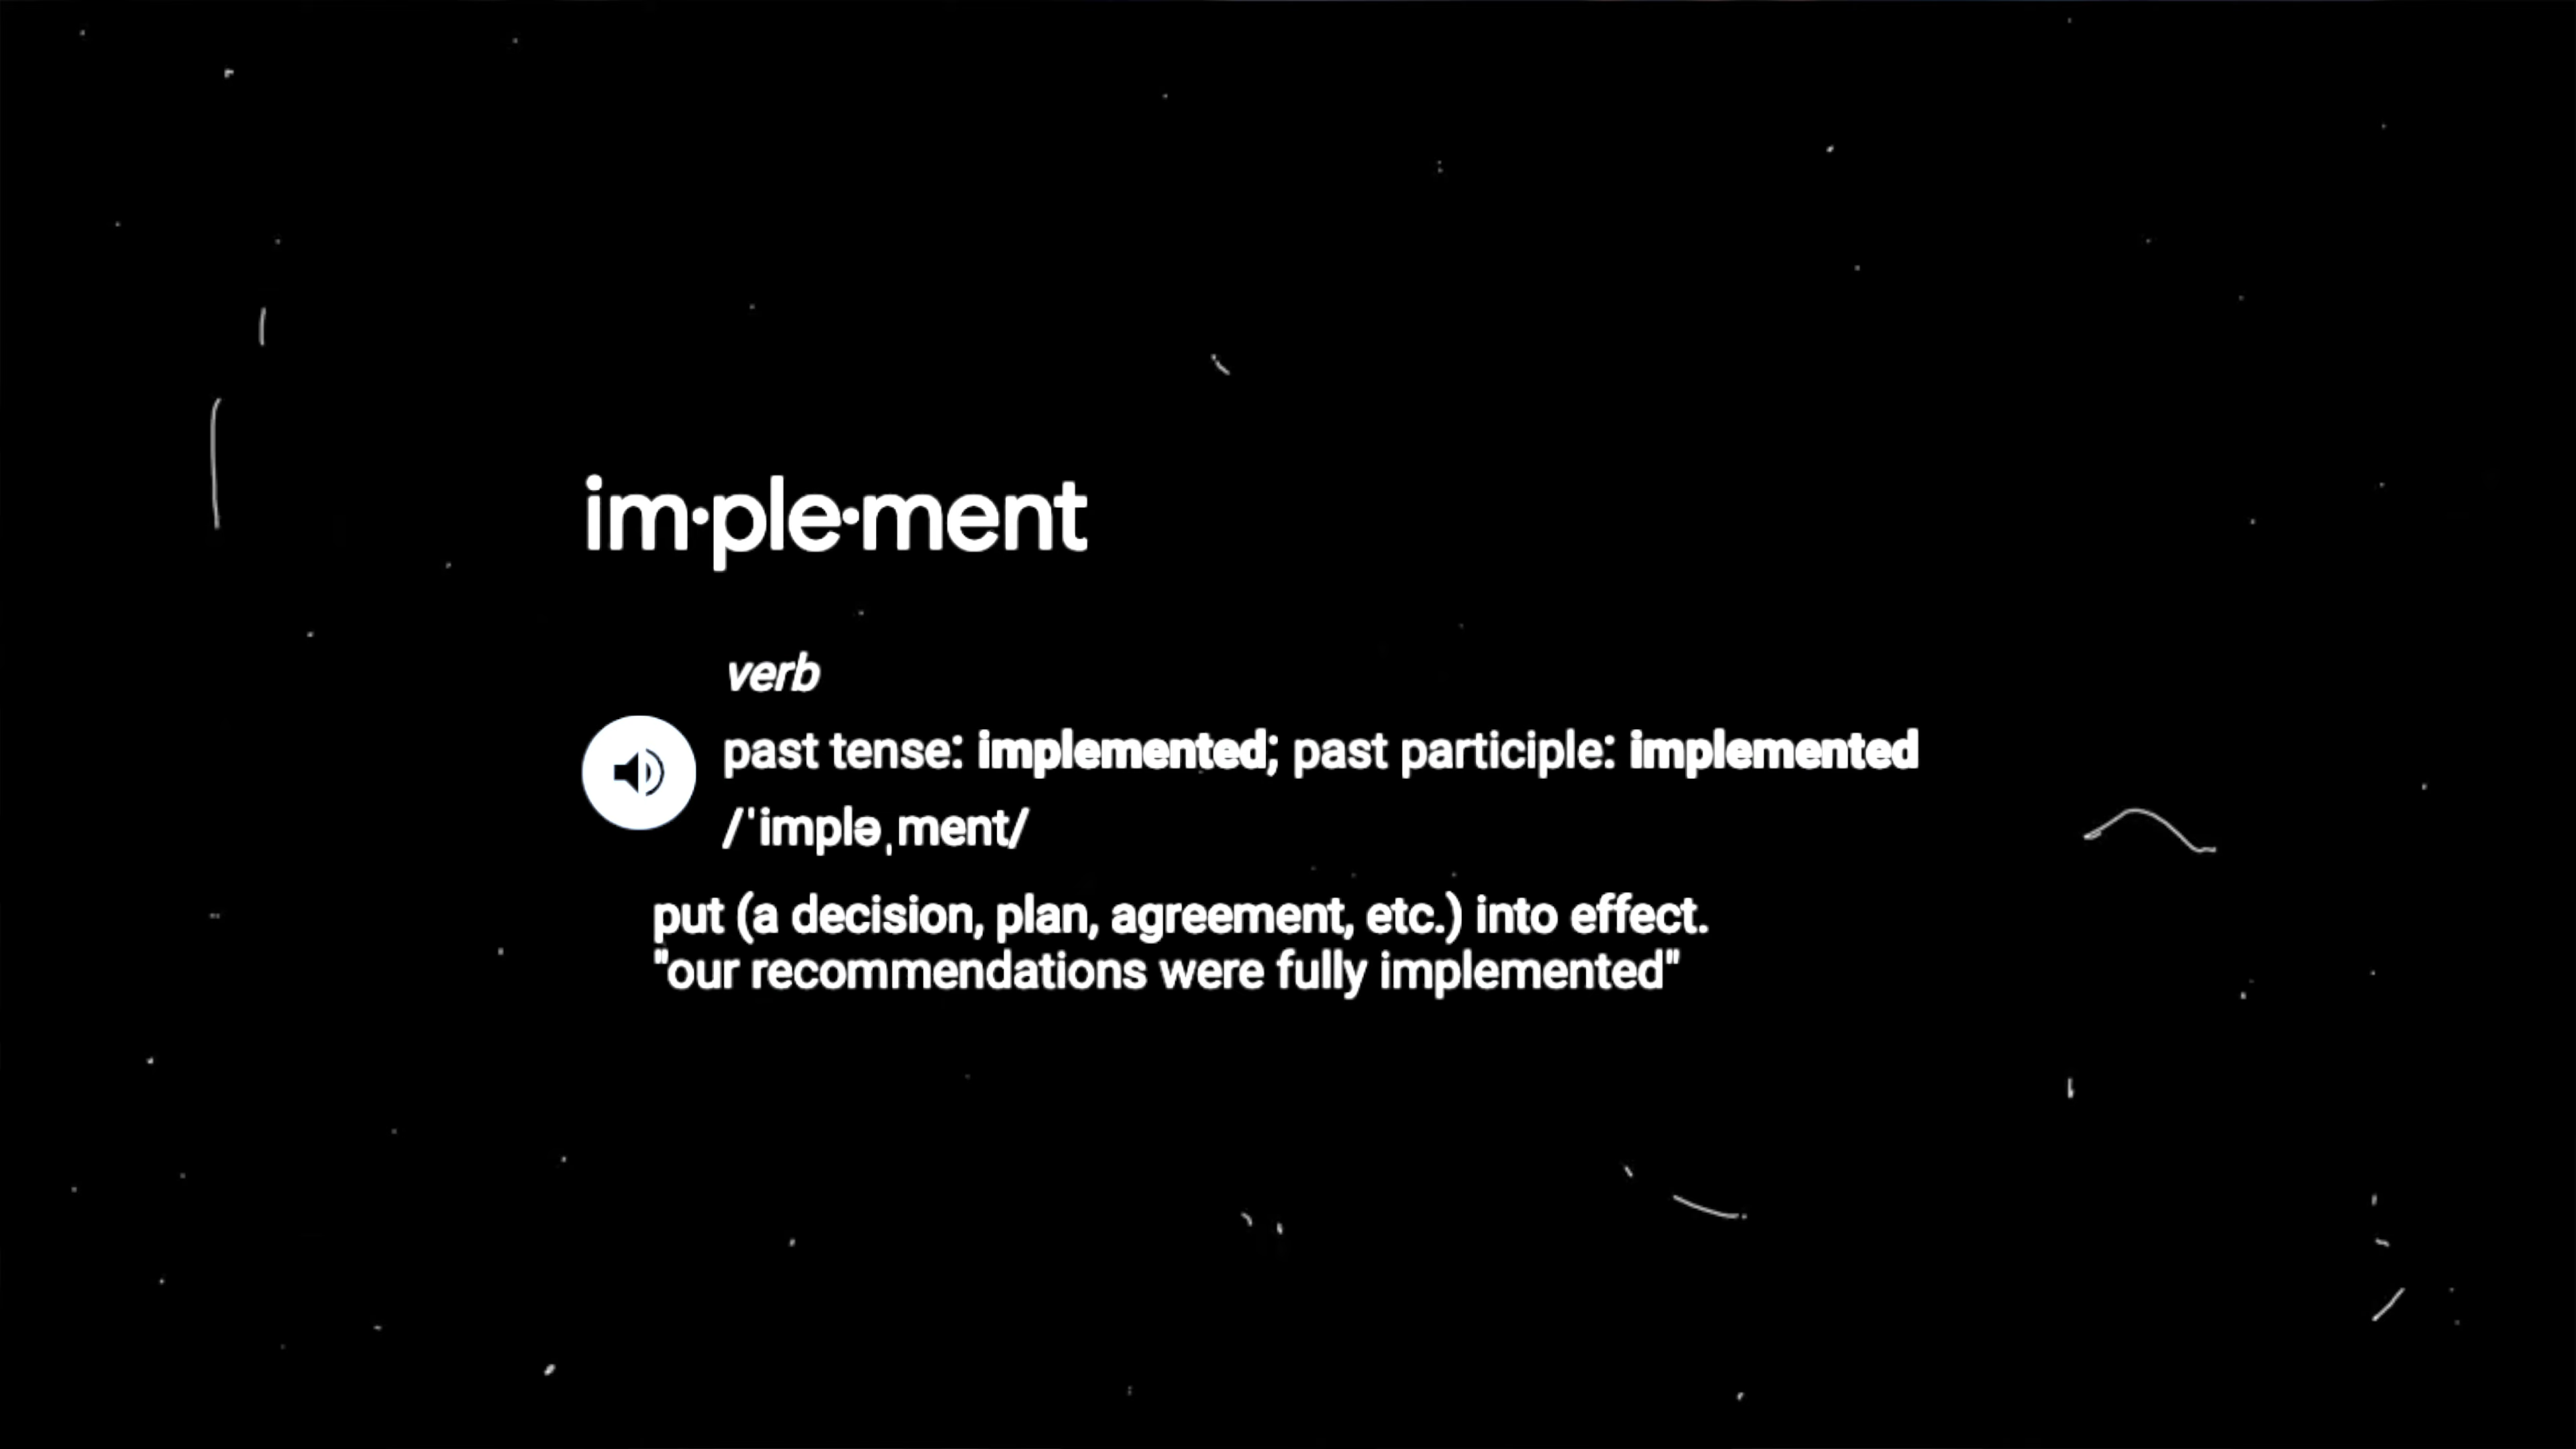 im·ple·ment
verb
past tense: implemented; past participle: implemented
/ˈimpləˌment/
put (a decision, plan, agreement, etc.) into effect.
"our recommendations were fully implemented"